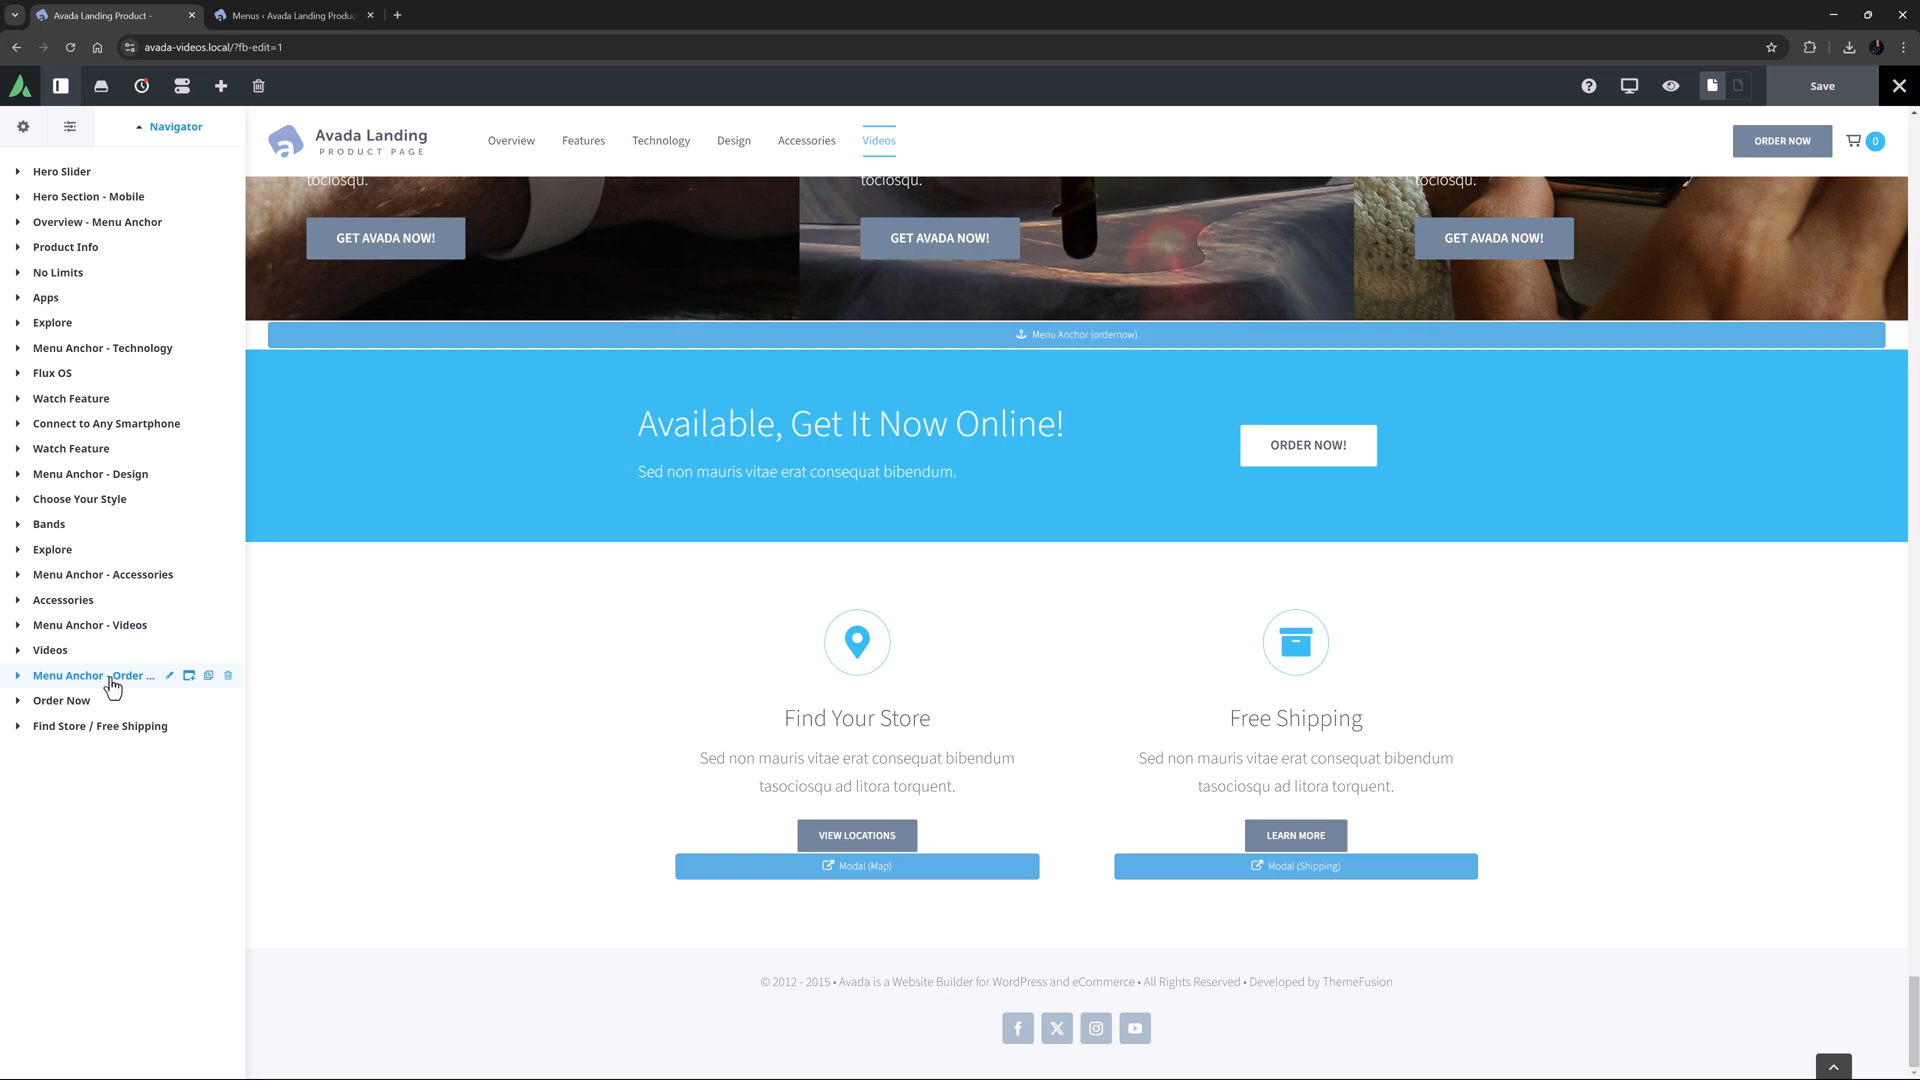 Avada Landing Product -
Menus ‹ Avada Landing Produc
avada-videos.local/?fb-edit=1
Save
Navigator
Hero Slider
Hero Section - Mobile
Overview - Menu Anchor
Product Info
No Limits
Apps
Explore
Menu Anchor - Technology
Flux OS
Watch Feature
Connect to Any Smartphone
Watch Feature
Menu Anchor - Design
Choose Your Style
Bands
Explore
Menu Anchor - Accessories
Accessories
Menu Anchor - Videos
Videos
Menu Anchor - Order ...
Order Now
Find Store / Free Shipping
Avada Landing
PRODUCT PAGE
Overview Features Technology Design Accessories Videos
ORDER NOW 0
tociosqu. tociosqu. tociosqu.
GET AVADA NOW! GET AVADA NOW! GET AVADA NOW!
Menu Anchor (ordernow)
Available, Get It Now Online!
Sed non mauris vitae erat consequat bibendum.
ORDER NOW!
Find Your Store
Sed non mauris vitae erat consequat bibendum
tasociosqu ad litora torquent.
VIEW LOCATIONS
Modal (Map)
Free Shipping
Sed non mauris vitae erat consequat bibendum
tasociosqu ad litora torquent.
LEARN MORE
Modal (Shipping)
© 2012 - 2015 • Avada is a Website Builder for WordPress and eCommerce • All Rights Reserved • Developed by ThemeFusion